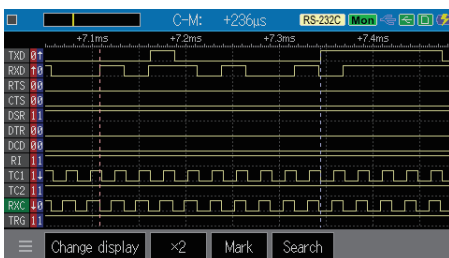 C-M: +236μs RS-232C Mon
+7.1ms +7.2ms +7.3ms +7.4ms
TXD 0↑
RXD ↑0
RTS 00
CTS 00
DSR 11
DTR 00
DCD 00
RI 11
TC1 1↓
TC2 11
RXC ↓0
TRG 11
Change display ×2 Mark Search